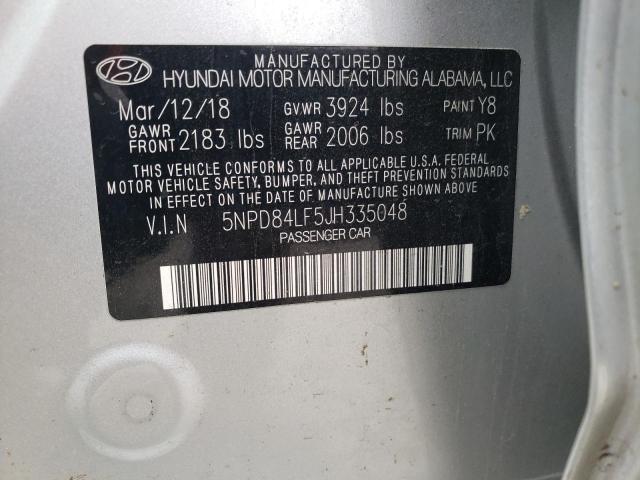 MANUFACTURED BY
HYUNDAI MOTOR MANUFACTURING ALABAMA, LLC
Mar/12/18 GVWR 3924 lbs PAINT Y8
GAWR FRONT 2183 lbs GAWR REAR 2006 lbs TRIM PK
THIS VEHICLE CONFORMS TO ALL APPLICABLE U.S.A. FEDERAL
MOTOR VEHICLE SAFETY, BUMPER, AND THEFT PREVENTION STANDARDS
IN EFFECT ON THE DATE OF MANUFACTURE SHOWN ABOVE.
V.I.N 5NPD84LF5JH335048
PASSENGER CAR